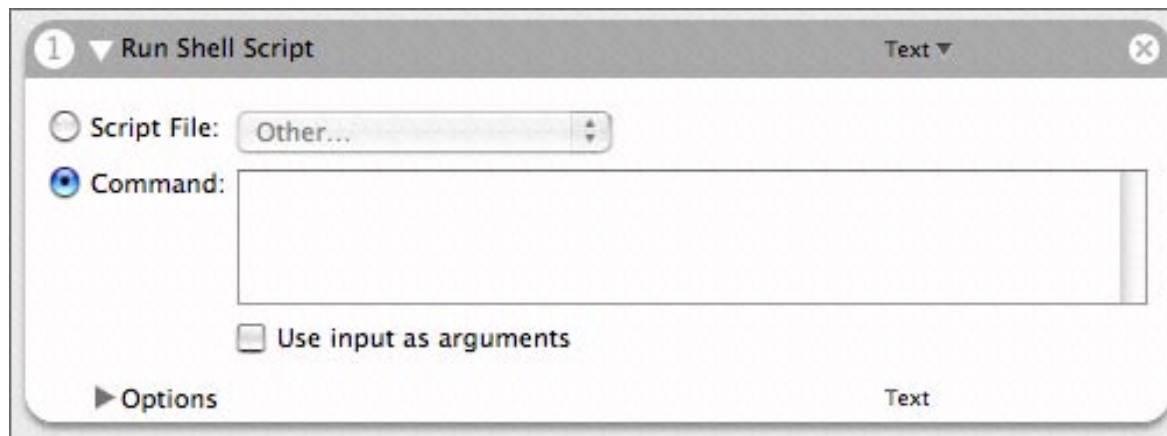 1 Run Shell Script Text
Script File: Other...
Command:
Use input as arguments
Options Text